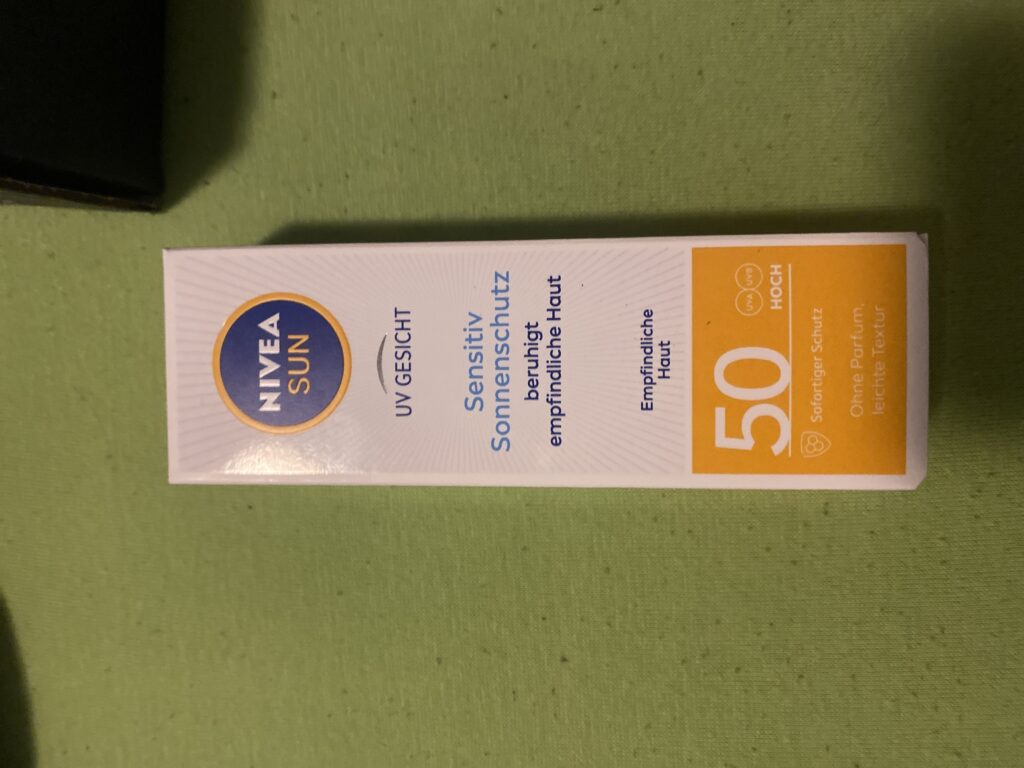 NIVEA
SUN
UV GESICHT
Sensitiv
Sonnenschutz
beruhigt
empfindliche Haut
Empfindliche
Haut
50
UVA UVB
HOCH
Sofortiger Schutz
Ohne Parfum,
leichte Textur